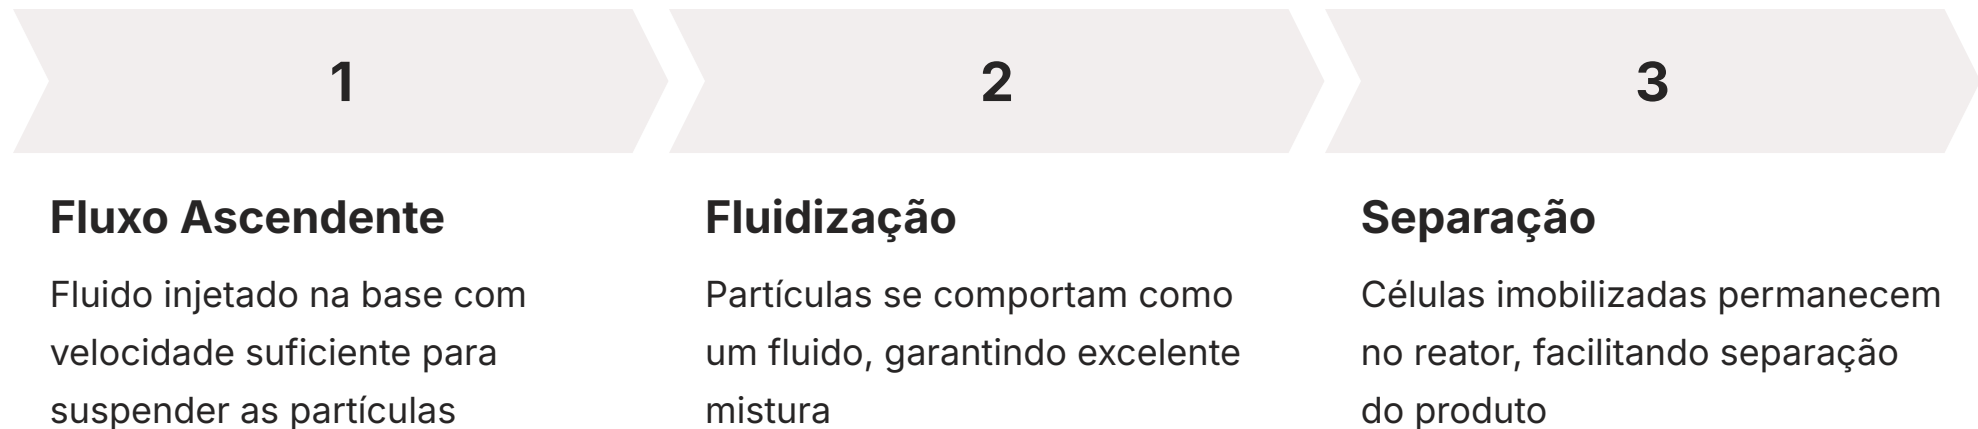 1
2
3
Fluxo Ascendente
Fluido injetado na base com
velocidade suficiente para
suspender as partículas
Fluidização
Partículas se comportam como
um fluido, garantindo excelente
mistura
Separação
Células imobilizadas permanecem
no reator, facilitando separação
do produto